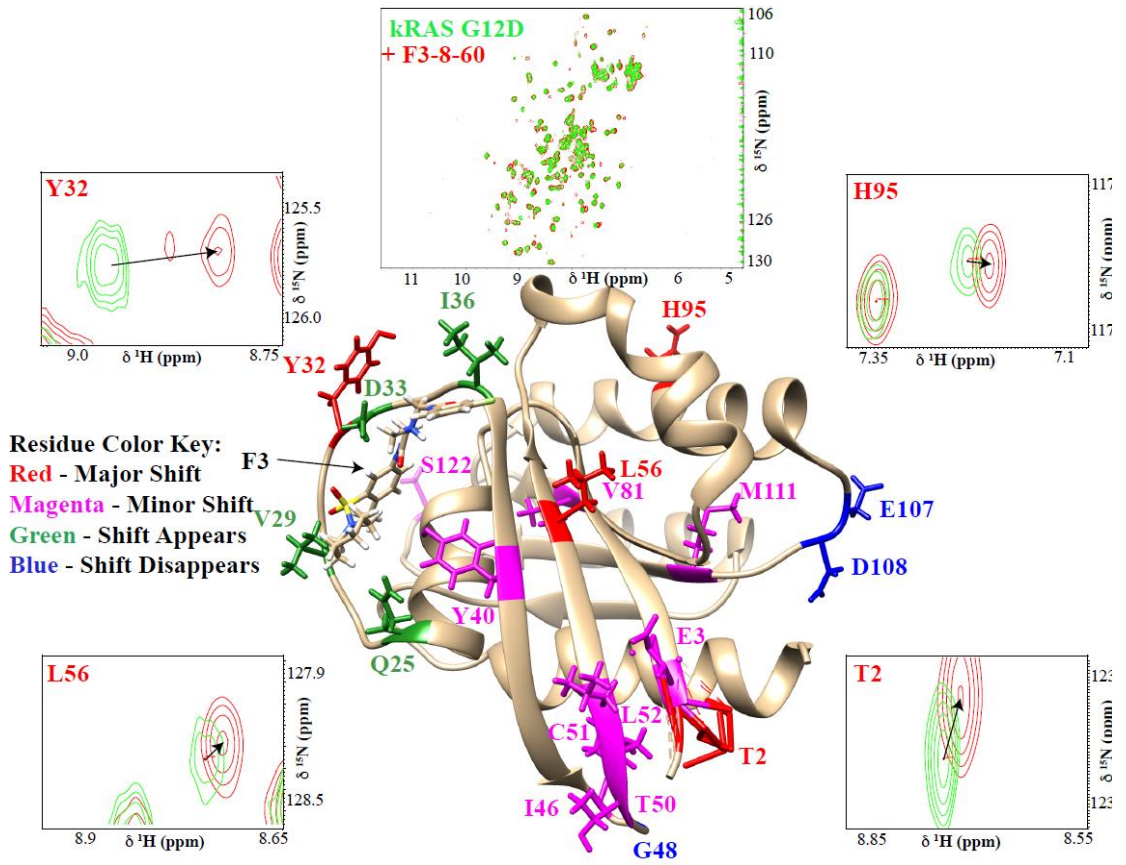 kRAS G12D
+ F3-8-60
106
110
126
130
δ ¹⁵N (ppm)
11
10
9
δ ¹H (ppm)
6
5
Y32
125.5
126.0
δ ¹⁵N (ppm)
9.0
δ ¹H (ppm)
8.75
H95
117
117
δ ¹⁵N (ppm)
7.35
δ ¹H (ppm)
7.1
I36
H95
Y32
D33
Residue Color Key:
Red - Major Shift
Magenta - Minor Shift
Green - Shift Appears
Blue - Shift Disappears
F3
S122
L56
V81
M111
E107
V29
D108
Y40
Q25
E3
L52
C51
T2
I46
T50
G48
L56
127.9
128.5
δ ¹⁵N (ppm)
8.9
δ ¹H (ppm)
8.65
T2
123
123
δ ¹⁵N (ppm)
8.85
δ ¹H (ppm)
8.55